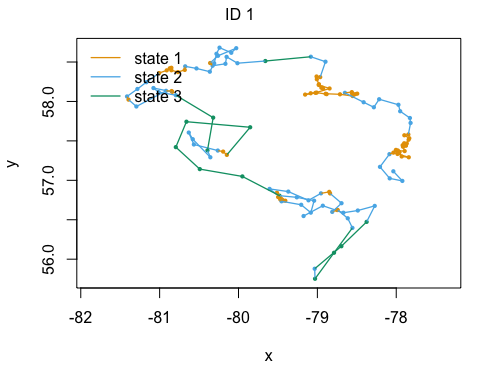 ID 1
state 1
state 2
state 3
58.0
57.0
56.0
y
-82 -81 -80 -79 -78
x